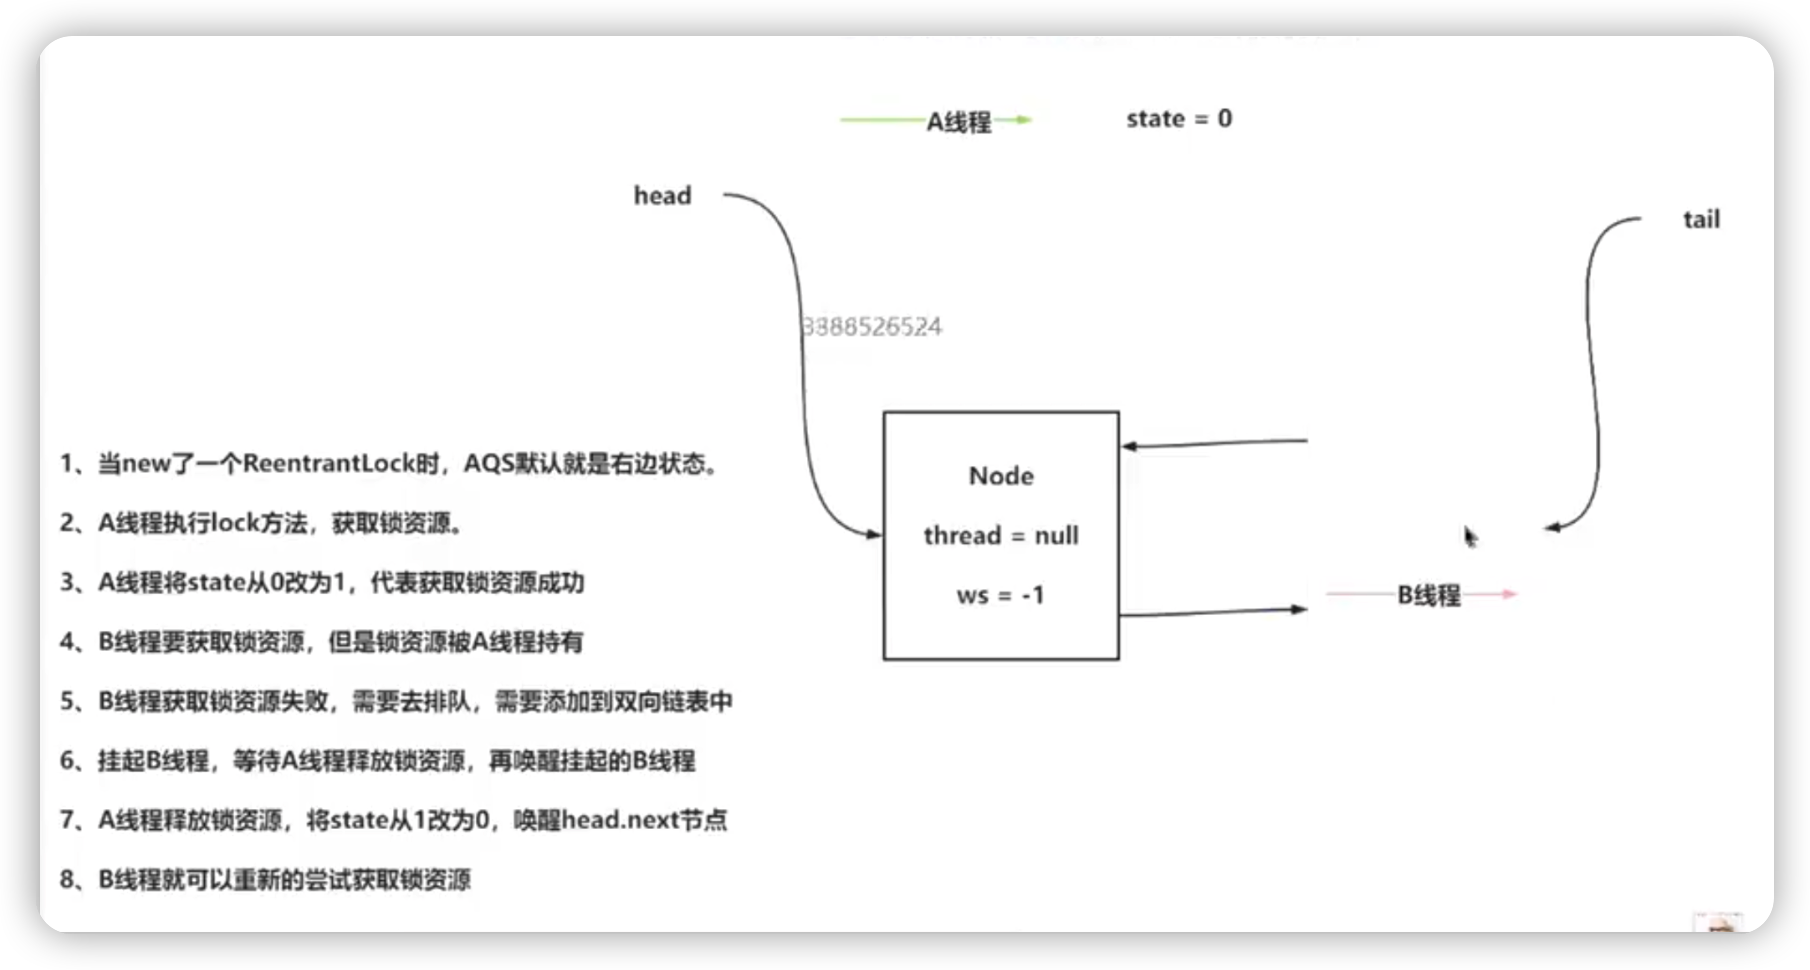 A线程
state = 0
head
tail
3388526524
Node
thread = null
ws = -1
B线程
1、当new了一个ReentrantLock时，AQS默认就是右边状态。
2、A线程执行lock方法，获取锁资源。
3、A线程将state从0改为1，代表获取锁资源成功
4、B线程要获取锁资源，但是锁资源被A线程持有
5、B线程获取锁资源失败，需要去排队，需要添加到双向链表中
6、挂起B线程，等待A线程释放锁资源，再唤醒挂起的B线程
7、A线程释放锁资源，将state从1改为0，唤醒head.next节点
8、B线程就可以重新的尝试获取锁资源